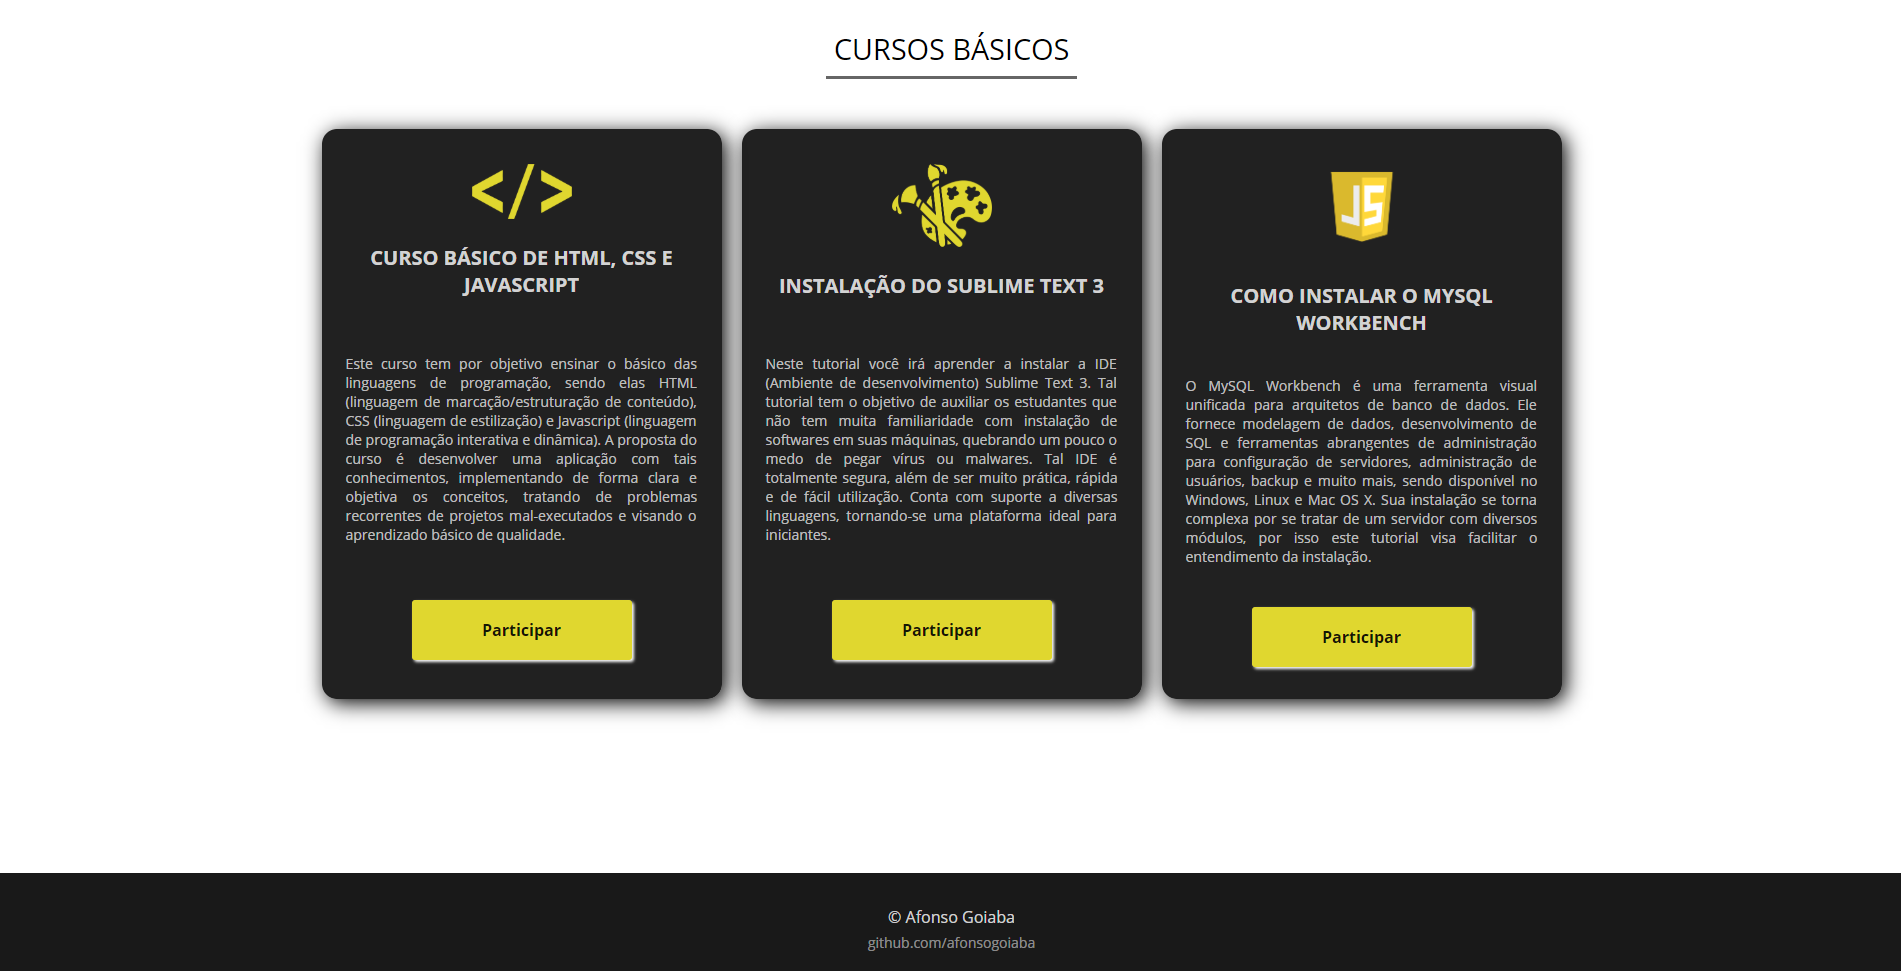 CURSOS BÁSICOS
</>
CURSO BÁSICO DE HTML, CSS E
JAVASCRIPT
Este curso tem por objetivo ensinar o básico das
linguagens de programação, sendo elas HTML
(linguagem de marcação/estruturação de conteúdo),
CSS (linguagem de estilização) e Javascript (linguagem
de programação interativa e dinâmica). A proposta do
curso é desenvolver uma aplicação com tais
conhecimentos, implementando de forma clara e
objetiva os conceitos, tratando de problemas
recorrentes de projetos mal-executados e visando o
aprendizado básico de qualidade.
Participar
INSTALAÇÃO DO SUBLIME TEXT 3
Neste tutorial você irá aprender a instalar a IDE
(Ambiente de desenvolvimento) Sublime Text 3. Tal
tutorial tem o objetivo de auxiliar os estudantes que
não tem muita familiaridade com instalação de
softwares em suas máquinas, quebrando um pouco o
medo de pegar vírus ou malwares. Tal IDE é
totalmente segura, além de ser muito prática, rápida
e de fácil utilização. Conta com suporte a diversas
linguagens, tornando-se uma plataforma ideal para
iniciantes.
Participar
JS
COMO INSTALAR O MYSQL
WORKBENCH
O MySQL Workbench é uma ferramenta visual
unificada para arquitetos de banco de dados. Ele
fornece modelagem de dados, desenvolvimento de
SQL e ferramentas abrangentes de administração
para configuração de servidores, administração de
usuários, backup e muito mais, sendo disponível no
Windows, Linux e Mac OS X. Sua instalação se torna
complexa por se tratar de um servidor com diversos
módulos, por isso este tutorial visa facilitar o
entendimento da instalação.
Participar
© Afonso Goiaba
github.com/afonsogoiaba